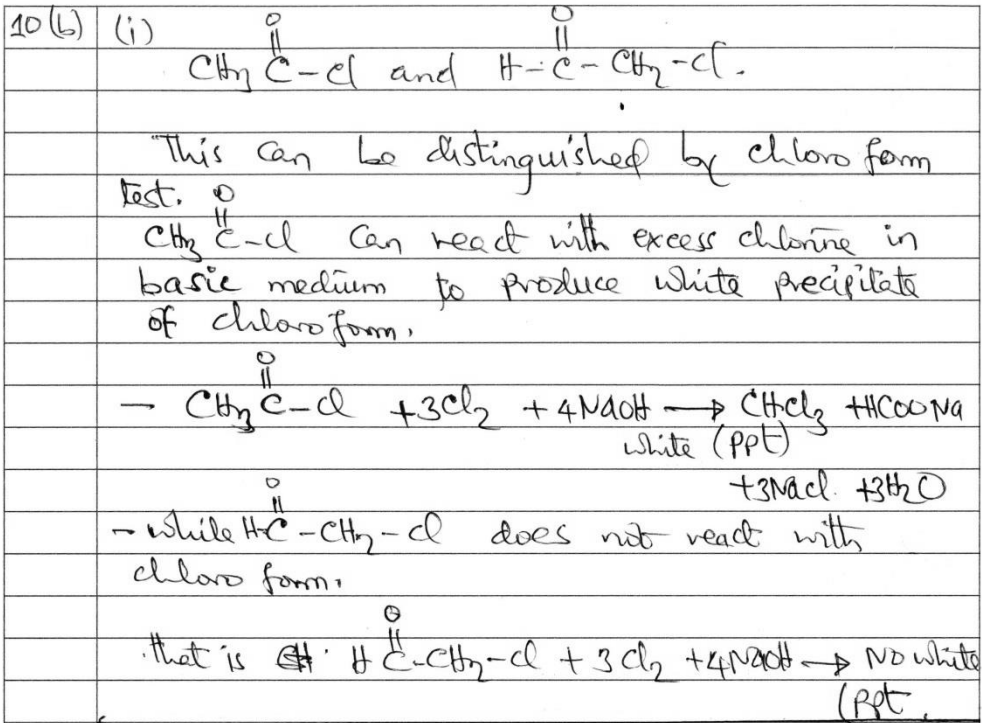 10(b) (i)
O O
CH3 C-Cl and H-C-CH2-Cl.
This can be distinguished by chloro form
test. O
CH3 C-Cl Can react with excess chlorine in
basic medium to produce white precipitate
of chloro form.
O
- CH3 C-Cl +3Cl2 + 4NaOH → CHCl3 +HCOONa
white (ppt)
O +3NaCl. +3H2O
- while H-C-CH2-Cl does not react with
chloro form.
O
that is H C-CH2-Cl + 3Cl2 +4NaOH → No white
(ppt.